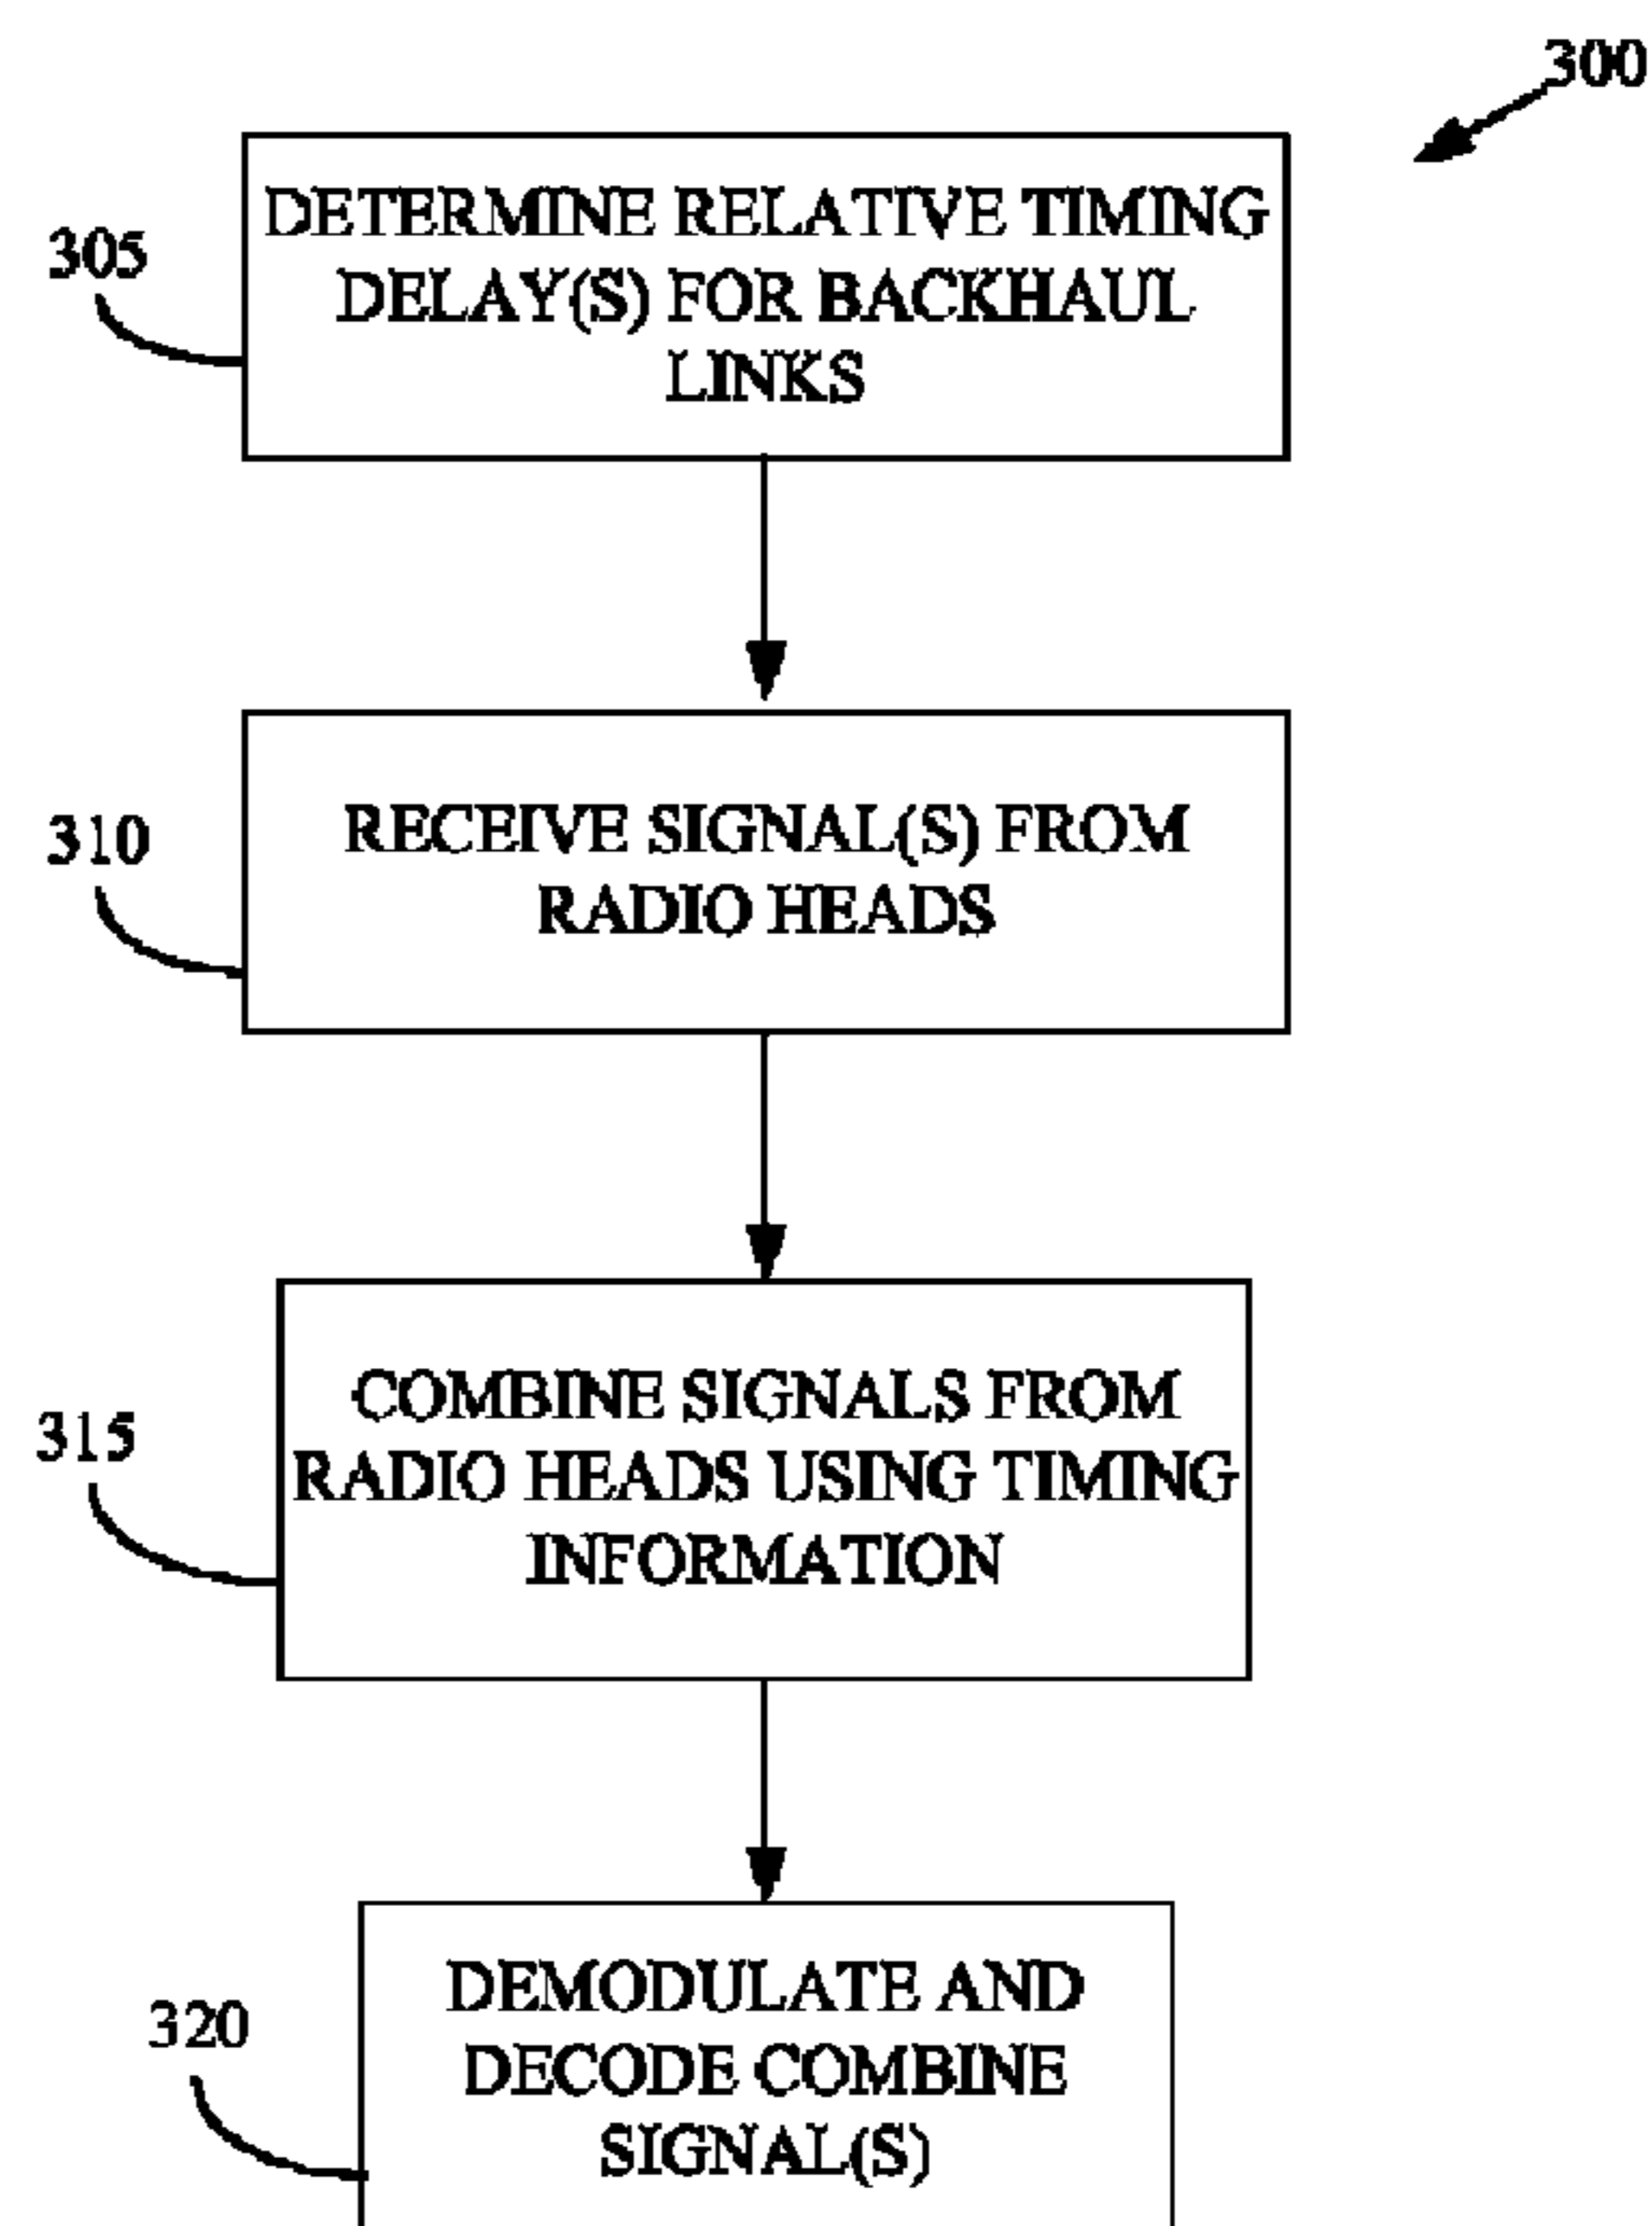 300
305
DETERMINE RELATIVE TIMING
DELAY(S) FOR BACKHAUL
LINKS
310
RECEIVE SIGNAL(S) FROM
RADIO HEADS
315
COMBINE SIGNALS FROM
RADIO HEADS USING TIMING
INFORMATION
320
DEMODULATE AND
DECODE COMBINE
SIGNAL(S)